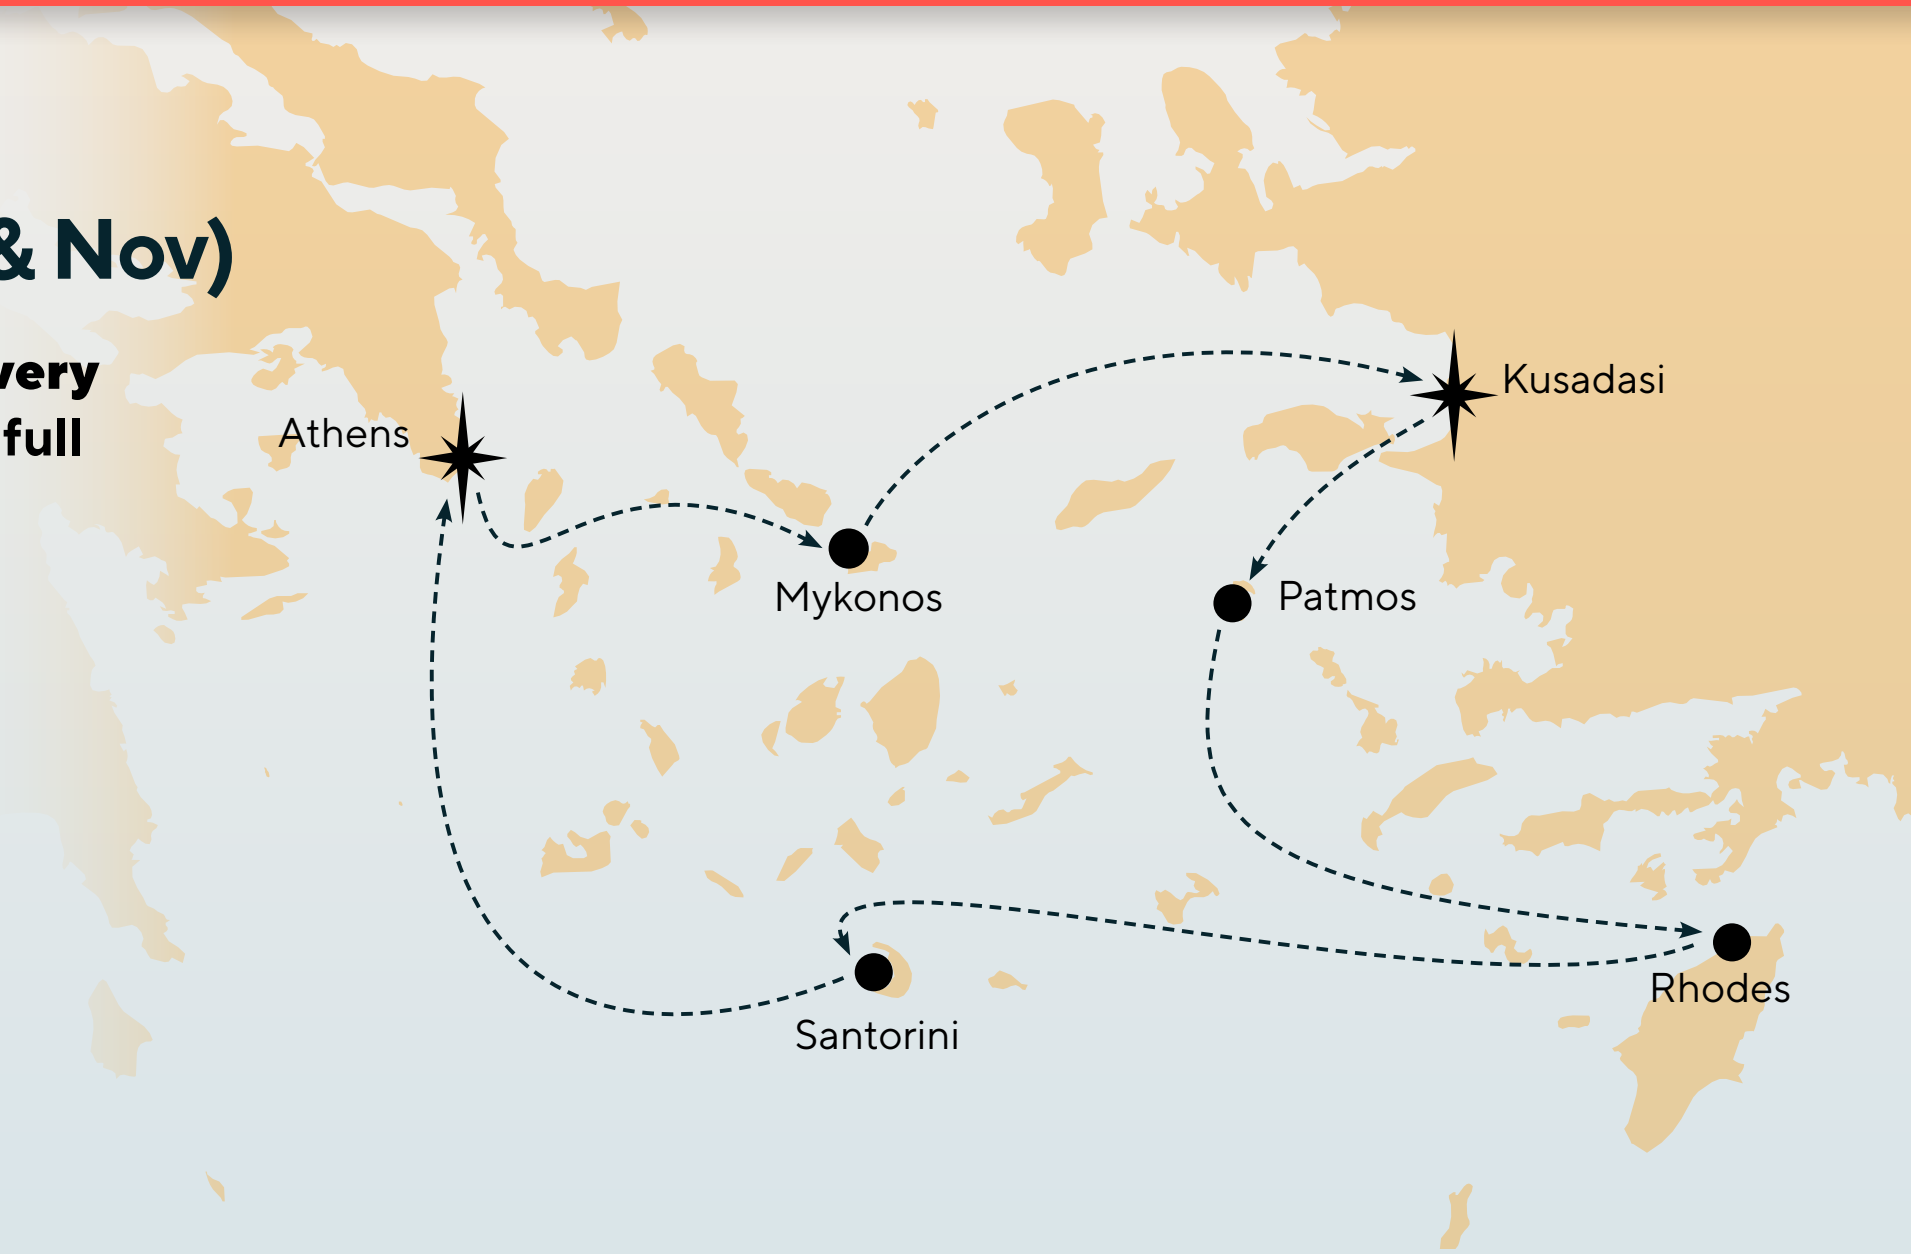 & Nov)
very
full
Athens
Kusadasi
Mykonos
Patmos
Rhodes
Santorini